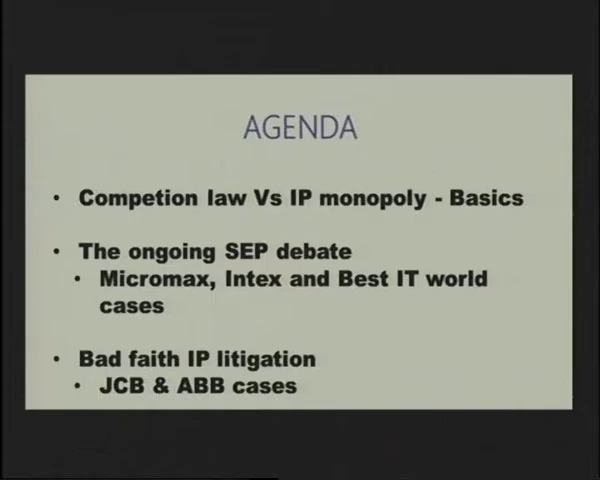 AGENDA
• Competion law Vs IP monopoly - Basics
• The ongoing SEP debate
• Micromax, Intex and Best IT world
cases
• Bad faith IP litigation
• JCB & ABB cases